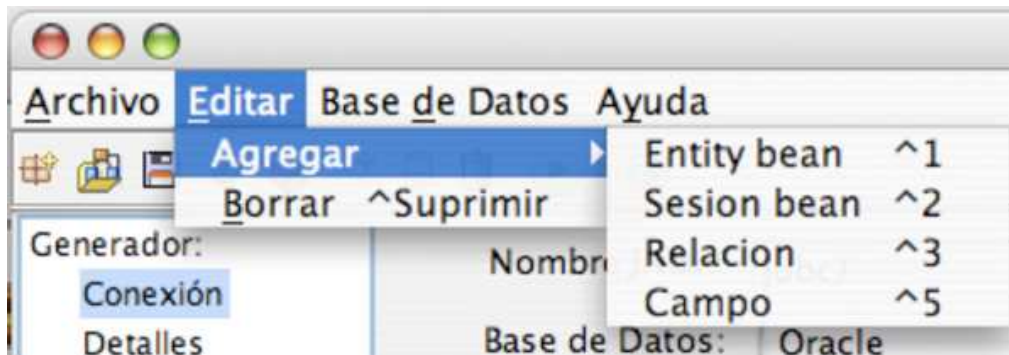 Archivo Editar Base de Datos Ayuda
Agregar
Borrar ^Suprimir
Entity bean ^1
Sesion bean ^2
Relacion ^3
Campo ^5
Generador:
Conexión
Detalles
Base de Datos: Oracle